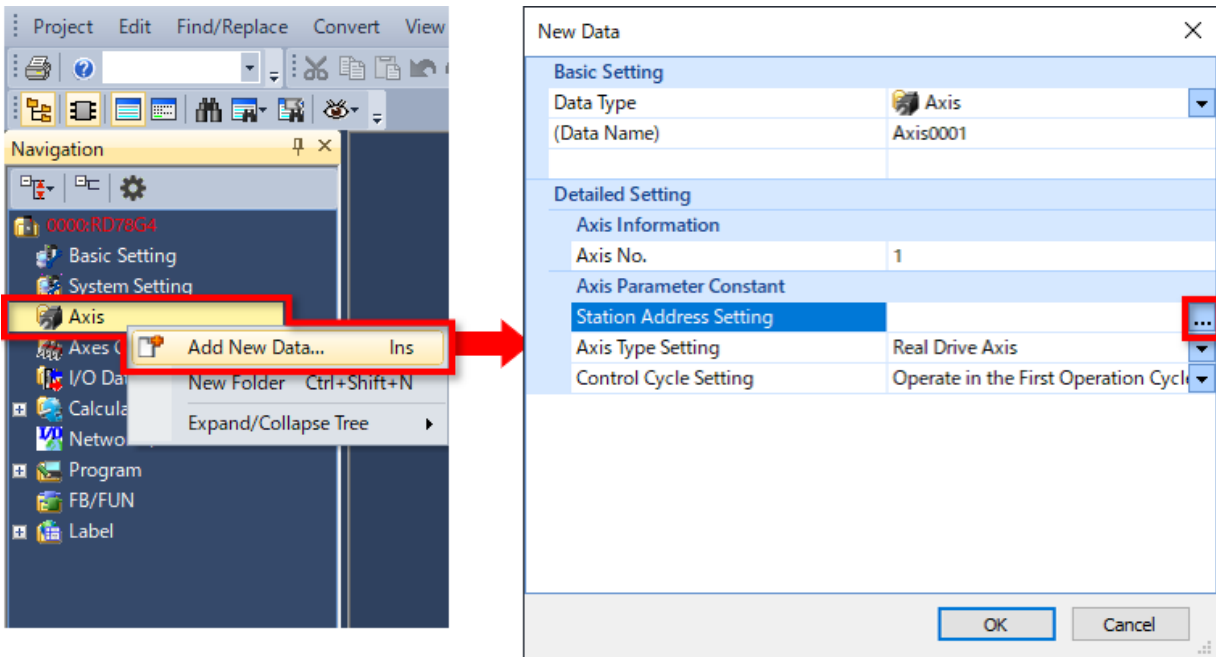 Project Edit Find/Replace Convert View
Navigation
0000:RD78G4
Basic Setting
System Setting
Axis
Axes
Add New Data... Ins
I/O Da
New Folder Ctrl+Shift+N
Calcula
Expand/Collapse Tree
Netwo
Program
FB/FUN
Label
New Data
Basic Setting
Data Type Axis
(Data Name) Axis0001
Detailed Setting
Axis Information
Axis No. 1
Axis Parameter Constant
Station Address Setting ...
Axis Type Setting Real Drive Axis
Control Cycle Setting Operate in the First Operation Cycl
OK Cancel